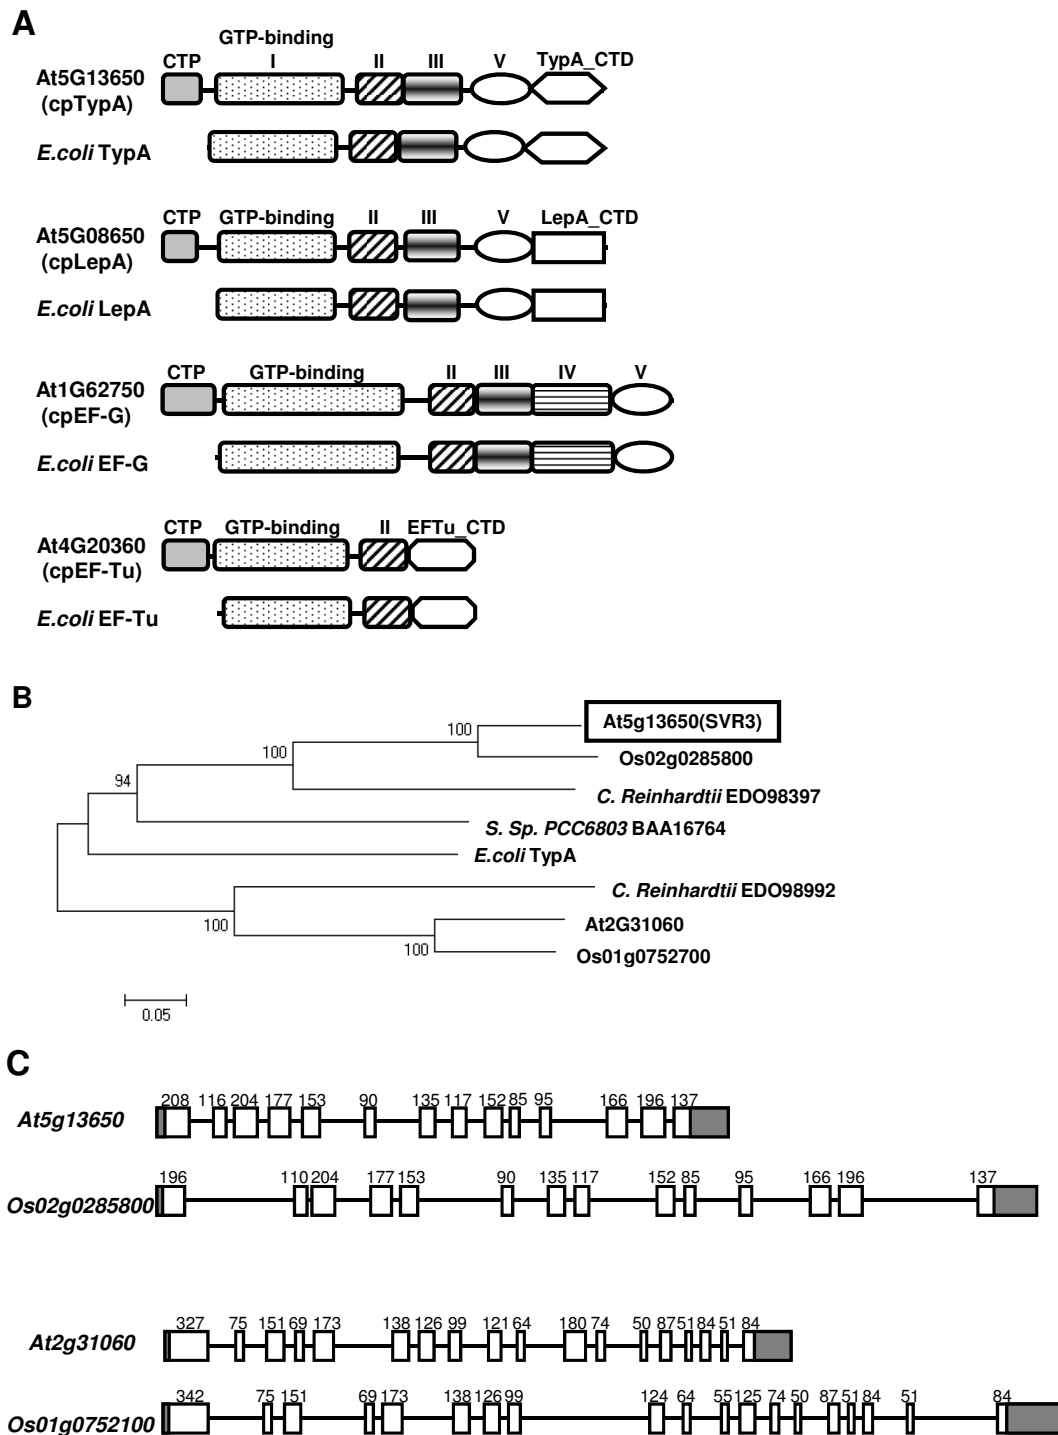 A
GTP-binding
CTP I II III V TypA_CTD
At5G13650
(cpTypA)
E.coli TypA
CTP GTP-binding II III V LepA_CTD
At5G08650
(cpLepA)
E.coli LepA
CTP GTP-binding II III IV V
At1G62750
(cpEF-G)
E.coli EF-G
CTP GTP-binding II EFTu_CTD
At4G20360
(cpEF-Tu)
E.coli EF-Tu
B
100 At5g13650(SVR3)
100 Os02g0285800
94 C. Reinhardtii EDO98397
S. Sp. PCC6803 BAA16764
E.coli TypA
C. Reinhardtii EDO98992
100 At2G31060
100 Os01g0752700
0.05
C
208 116 204 177 153 90 135 117 152 85 95 166 196 137
At5g13650
196 110 204 177 153 90 135 117 152 85 95 166 196 137
Os02g0285800
327 75 151 69 173 138 126 99 121 64 180 74 50 87 51 84 51 84
At2g31060
342 75 151 69 173 138 126 99 124 64 55 125 74 50 87 51 84 51 84
Os01g0752100